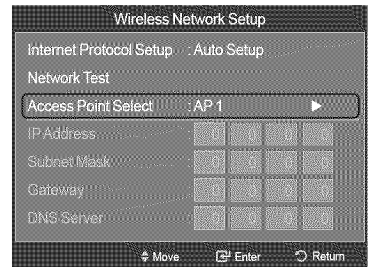 Wireless Network Setup
Internet Protocol Setup : Auto Setup
Network Test
Access Point Select : AP 1 ▶
IP Address : 0 0 0 0
Subnet Mask : 0 0 0 0
Gateway : 0 0 0 0
DNS Server : 0 0 0 0
Move Enter Return